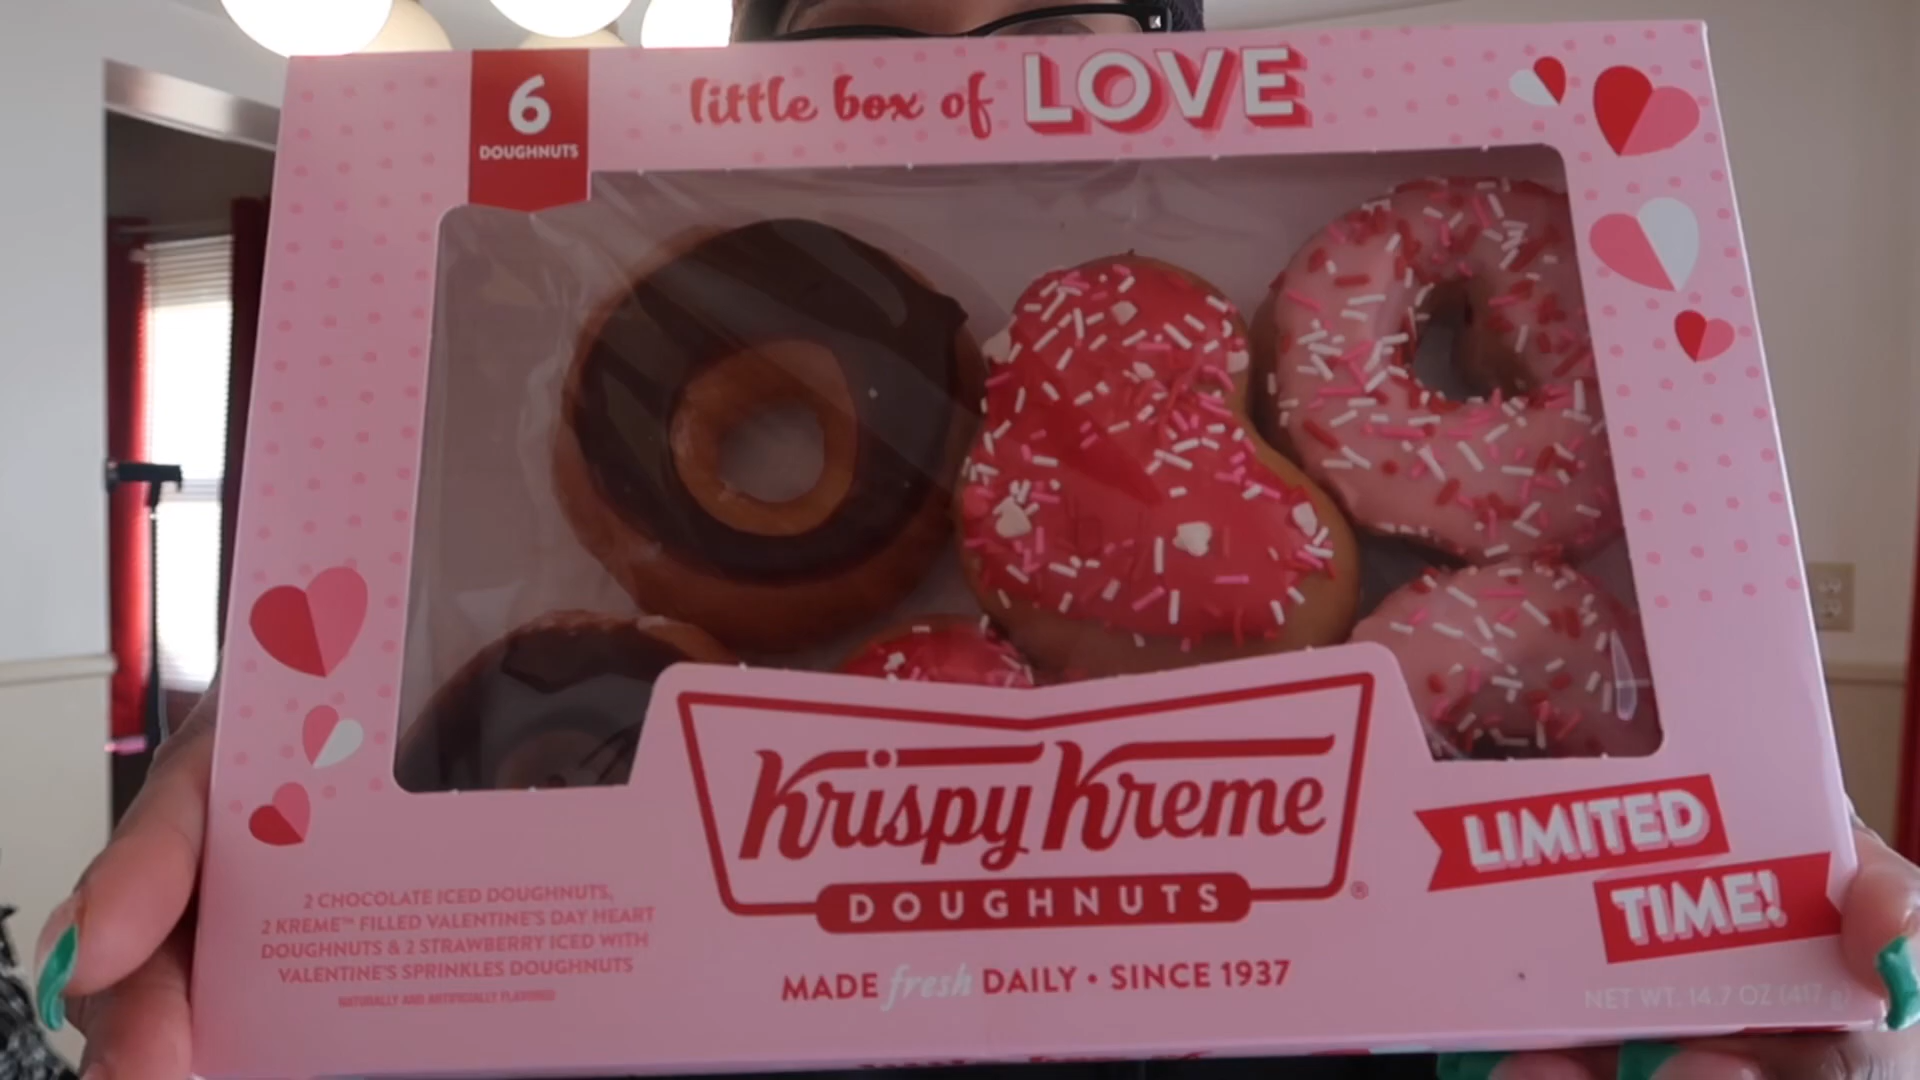 6
DOUGHNUTS
little box of LOVE
Krispy Kreme
DOUGHNUTS
®
LIMITED
TIME!
2 CHOCOLATE ICED DOUGHNUTS,
2 KREME™ FILLED VALENTINE'S DAY HEART
DOUGHNUTS & 2 STRAWBERRY ICED WITH
VALENTINE'S SPRINKLES DOUGHNUTS
NATURALLY AND ARTIFICIALLY FLAVORED
MADE fresh DAILY • SINCE 1937
NET WT. 14.7 OZ (417 g)